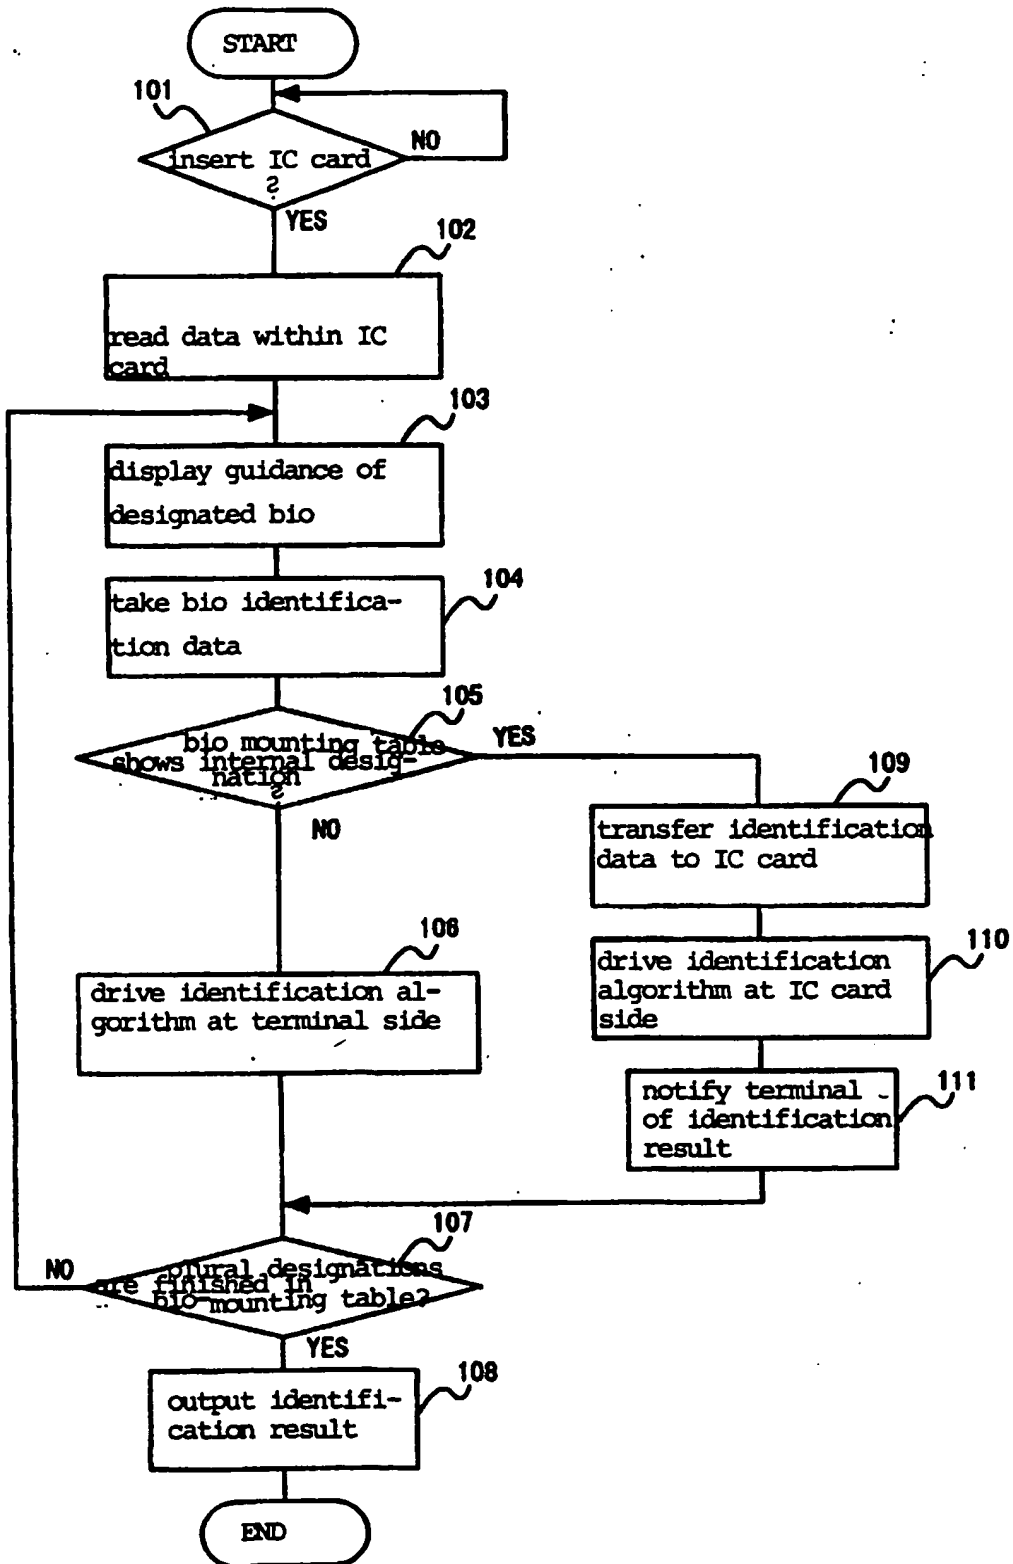 START
101
insert IC card
?
NO
YES
102
read data within IC
card
103
display guidance of
designated bio
104
take bio identifica-
tion data
105
bio mounting table
shows internal desig-
nation
?
YES
NO
109
transfer identification
data to IC card
106
drive identification al-
gorithm at terminal side
110
drive identification
algorithm at IC card
side
111
notify terminal
of identification
result
107
plural designations
are finished in
bio-mounting table?
NO
YES
108
output identifi-
cation result
END